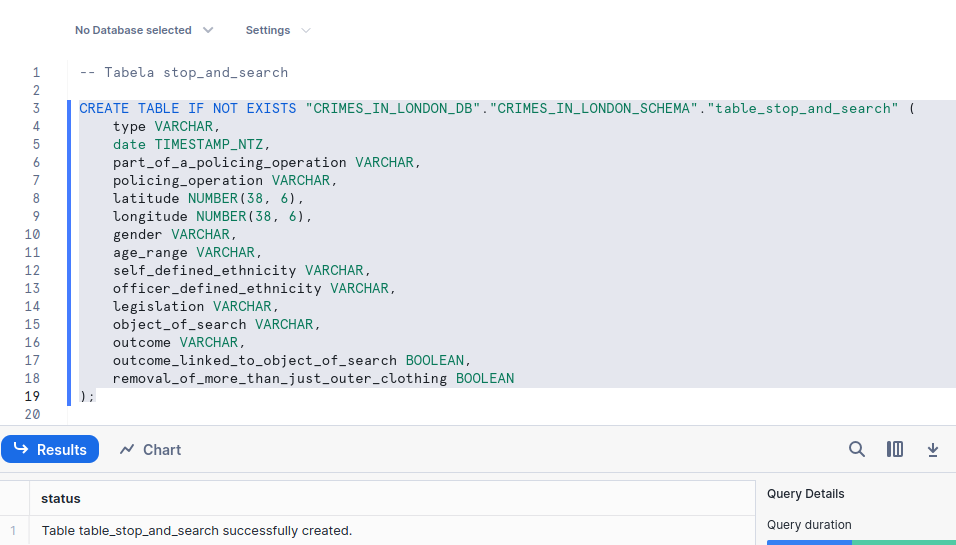 No Database selected Settings
1 -- Tabela stop_and_search
2
3 CREATE TABLE IF NOT EXISTS "CRIMES_IN_LONDON_DB"."CRIMES_IN_LONDON_SCHEMA"."table_stop_and_search" (
4 type VARCHAR,
5 date TIMESTAMP_NTZ,
6 part_of_a_policing_operation VARCHAR,
7 policing_operation VARCHAR,
8 latitude NUMBER(38, 6),
9 longitude NUMBER(38, 6),
10 gender VARCHAR,
11 age_range VARCHAR,
12 self_defined_ethnicity VARCHAR,
13 officer_defined_ethnicity VARCHAR,
14 legislation VARCHAR,
15 object_of_search VARCHAR,
16 outcome VARCHAR,
17 outcome_linked_to_object_of_search BOOLEAN,
18 removal_of_more_than_just_outer_clothing BOOLEAN
19 );
20
Results Chart
status
1 Table table_stop_and_search successfully created.
Query Details
Query duration